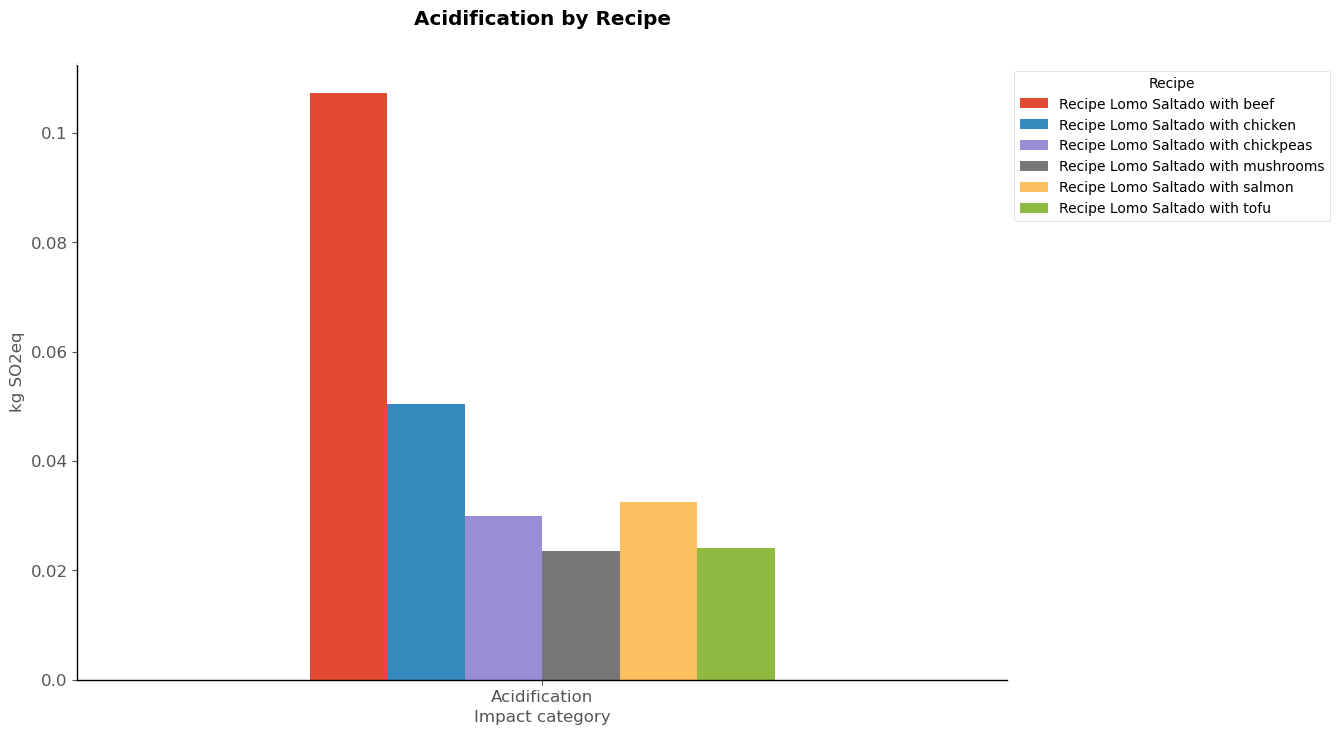 Acidification by Recipe
kg SO2eq
0.1
0.08
0.06
0.04
0.02
0.0
Acidification
Impact category
Recipe
Recipe Lomo Saltado with beef
Recipe Lomo Saltado with chicken
Recipe Lomo Saltado with chickpeas
Recipe Lomo Saltado with mushrooms
Recipe Lomo Saltado with salmon
Recipe Lomo Saltado with tofu